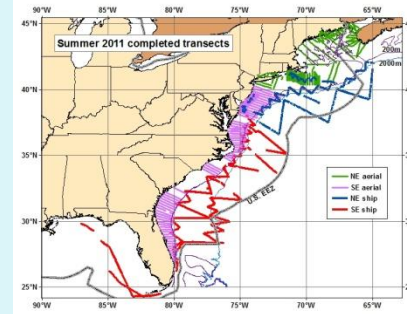 Summer 2011 completed transects
90°W 85°W 80°W 75°W 70°W 65°W
45°N
200m
2000m
40°N
35°N
NE aerial
SE aerial
NE ship
SE ship
U.S. EEZ
30°N
25°N
90°W 85°W 80°W 75°W 70°W 65°W